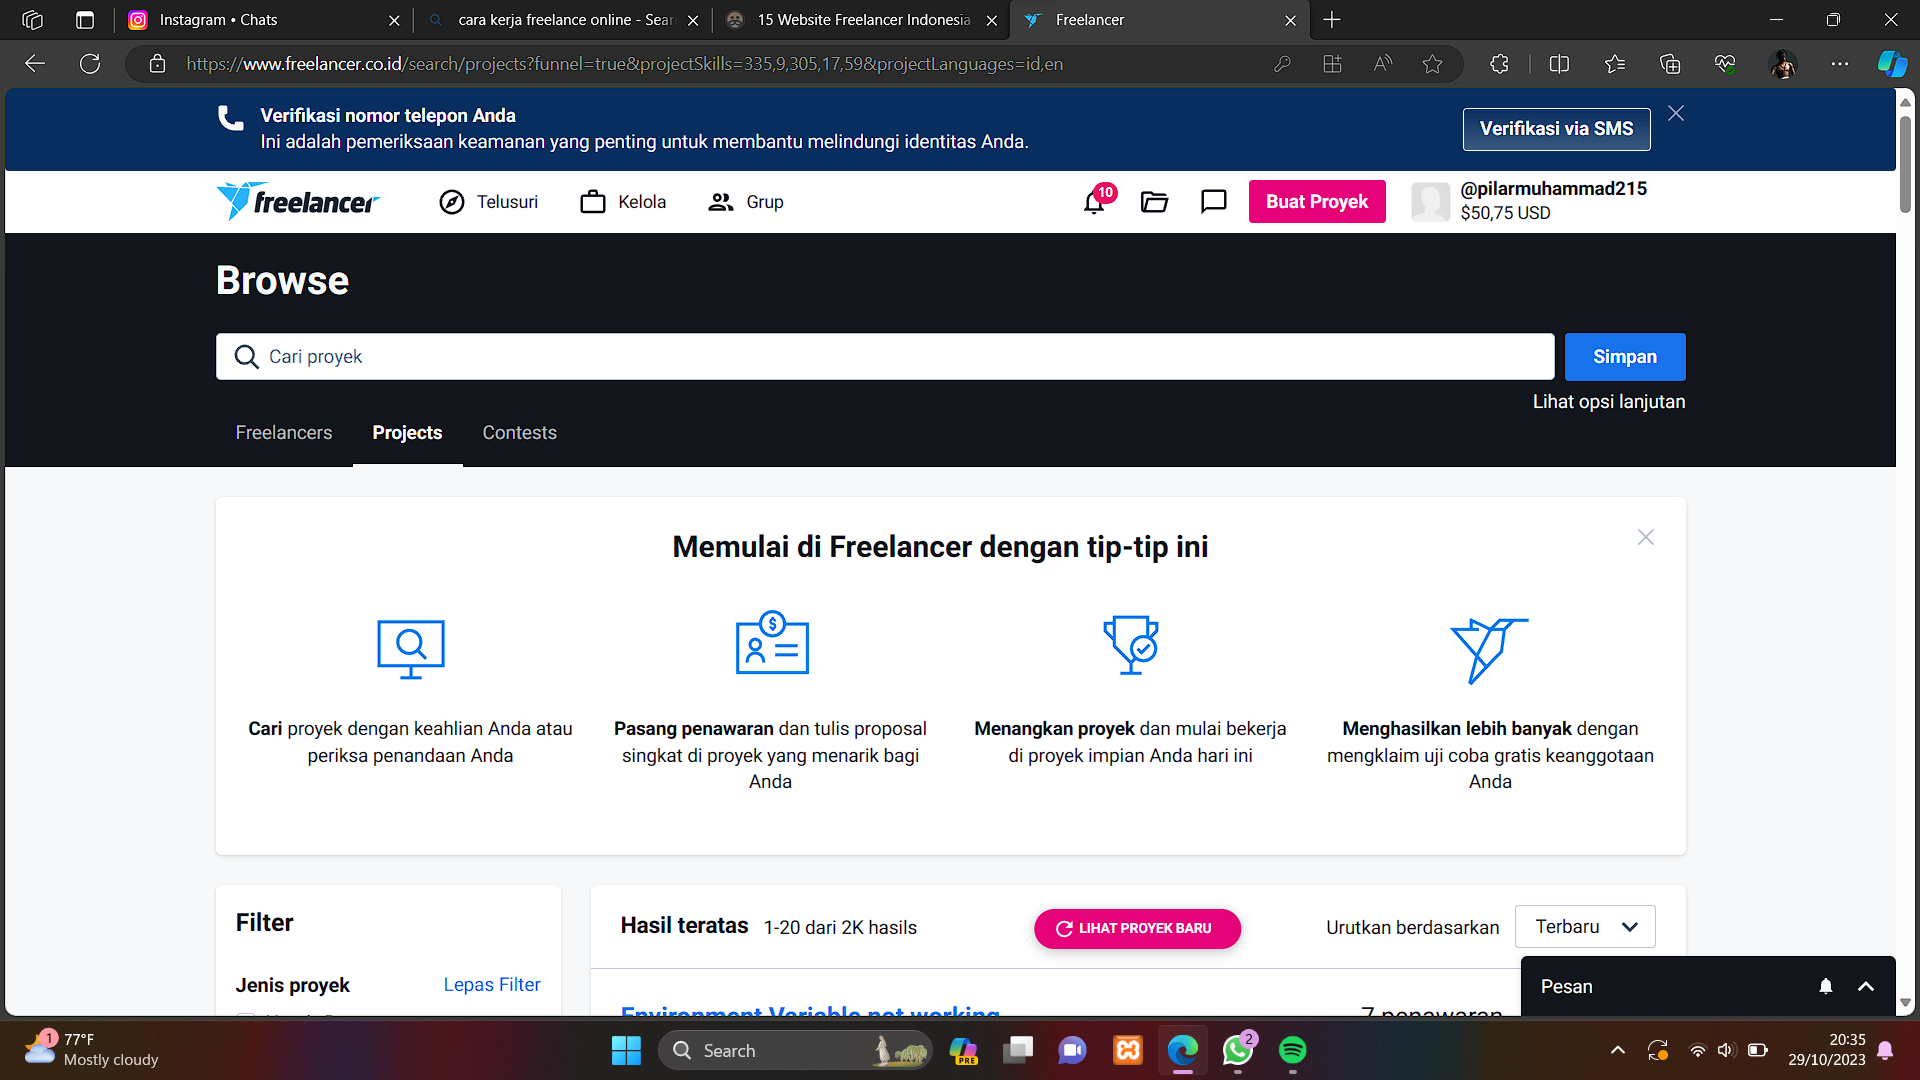 Instagram • Chats
cara kerja freelance online - Sear
15 Website Freelancer Indonesia
Freelancer
https://www.freelancer.co.id/search/projects?funnel=true&projectSkills=335,9,305,17,59&projectLanguages=id,en
Verifikasi nomor telepon Anda
Ini adalah pemeriksaan keamanan yang penting untuk membantu melindungi identitas Anda.
Verifikasi via SMS
freelancer
Telusuri
Kelola
Grup
10
Buat Proyek
@pilarmuhammad215
$50,75 USD
Browse
Cari proyek
Simpan
Lihat opsi lanjutan
Freelancers
Projects
Contests
Memulai di Freelancer dengan tip-tip ini
Cari proyek dengan keahlian Anda atau
periksa penandaan Anda
Pasang penawaran dan tulis proposal
singkat di proyek yang menarik bagi
Anda
Menangkan proyek dan mulai bekerja
di proyek impian Anda hari ini
Menghasilkan lebih banyak dengan
mengklaim uji coba gratis keanggotaan
Anda
Filter
Jenis proyek
Lepas Filter
Hasil teratas
1-20 dari 2K hasils
LIHAT PROYEK BARU
Urutkan berdasarkan
Terbaru
Environment Variable not working
7 penawaran
Pesan
1
77°F
Mostly cloudy
Search
PRE
2
20:35
29/10/2023